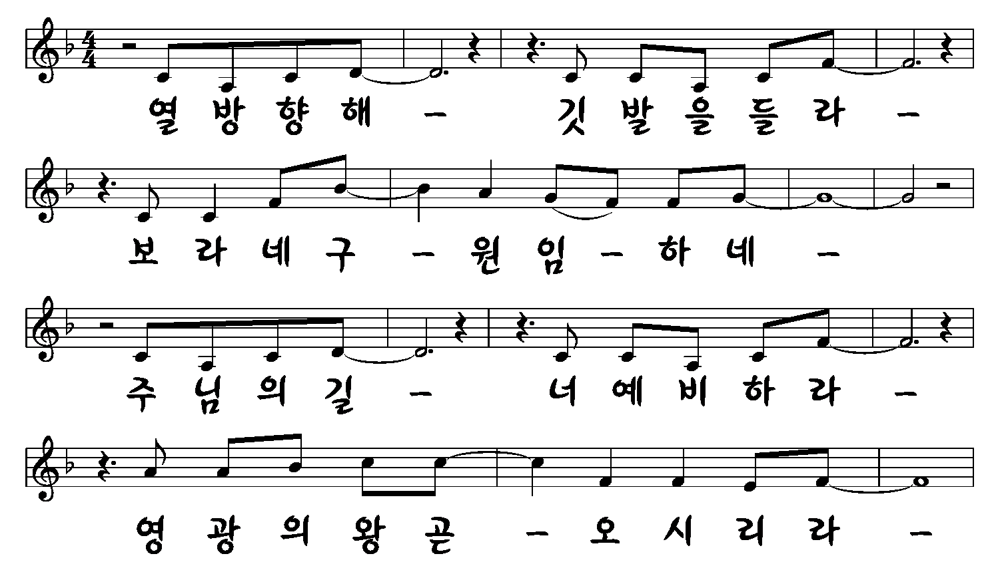 열 방 향 해 - 깃 발 을 들 라 -
보 라 네 구 - 원 임 - 하 네 -
주 님 의 길 - 너 예 비 하 라 -
영 광 의 왕 곧 - 오 시 리 라 -